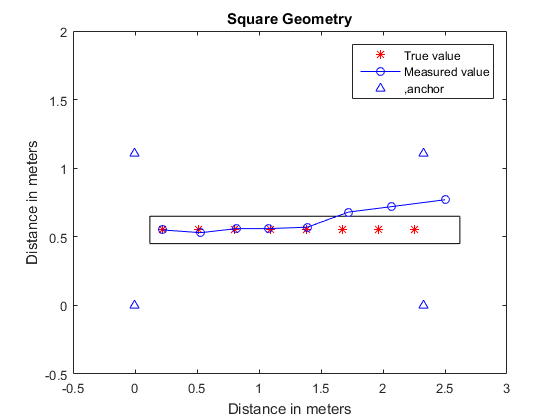 Square Geometry
2
True value
Measured value
,anchor
1.5
1
0.5
0
-0.5
Distance in meters
-0.5 0 0.5 1 1.5 2 2.5 3
Distance in meters